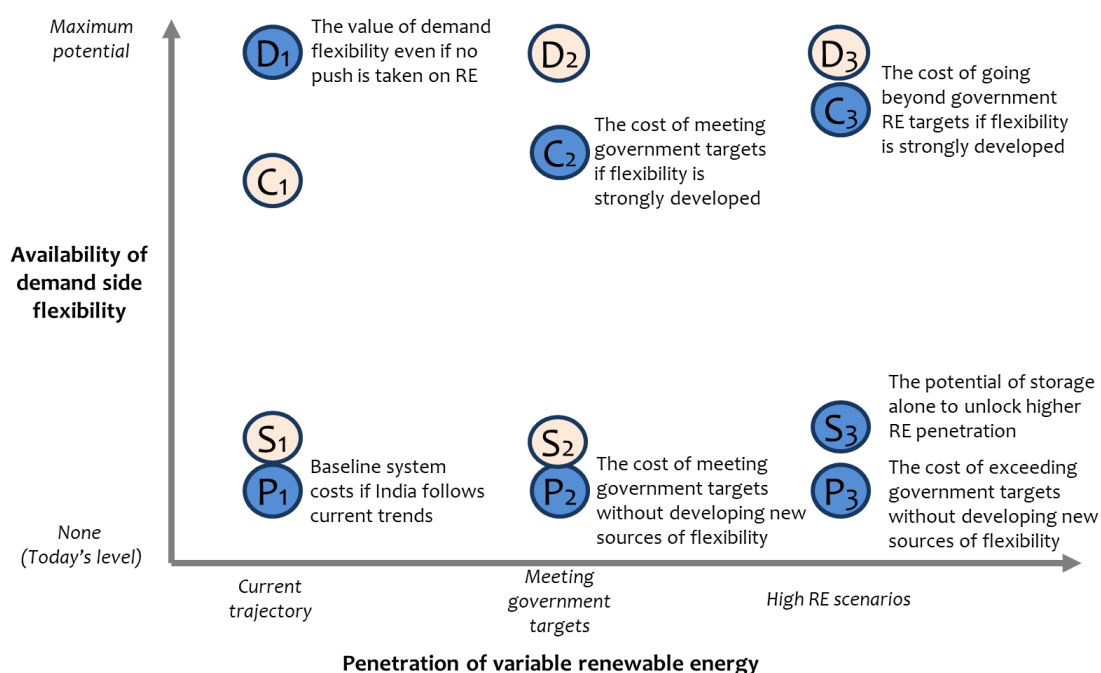 Maximum
potential
D1
The value of demand
flexibility even if no
push is taken on RE
D2
D3
The cost of going
beyond government
RE targets if flexibility
is strongly developed
C3
The cost of meeting
government targets
if flexibility is
strongly developed
C2
C1
Availability of
demand side
flexibility
S1
P1
Baseline system
costs if India follows
current trends
S2
P2
The cost of meeting
government targets
without developing new
sources of flexibility
S3
The potential of storage
alone to unlock higher
RE penetration
P3
The cost of exceeding
government targets
without developing new
sources of flexibility
None
(Today's level)
Current
trajectory
Meeting
government
targets
High RE scenarios
Penetration of variable renewable energy